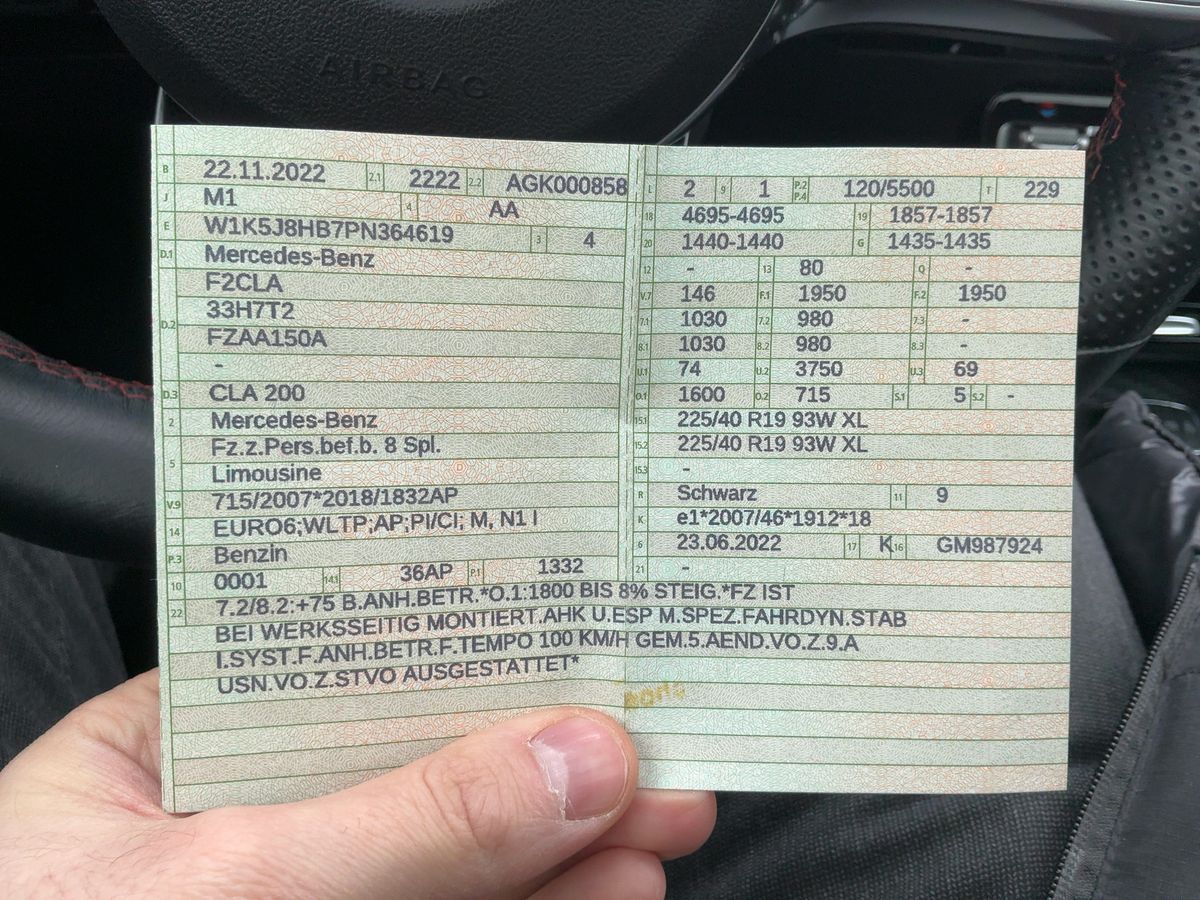 AIRBAG
B 22.11.2022 2.1 2222 2.2 AGK000858
J M1 4 AA
E W1K5J8HB7PN364619 3 4
D.1 Mercedes-Benz
D.2 F2CLA
33H7T2
FZAA150A
-
D.3 CLA 200
2 Mercedes-Benz
5 Fz.z.Pers.bef.b. 8 Spl.
Limousine
V.9 715/2007*2018/1832AP
14 EURO6;WLTP;AP;PI/CI; M, N1 I
P.3 Benzin
10 0001 14.1 36AP P.1 1332
L 2 9 1 P.2 P.4 120/5500 T 229
18 4695-4695 19 1857-1857
20 1440-1440 G 1435-1435
12 - 13 80 Q -
V.7 146 F.1 1950 F.2 1950
7.1 1030 7.2 980 7.3 -
8.1 1030 8.2 980 8.3 -
U.1 74 U.2 3750 U.3 69
O.1 1600 O.2 715 S.1 5 S.2 -
15.1 225/40 R19 93W XL
15.2 225/40 R19 93W XL
15.3 -
R Schwarz 11 9
K e1*2007/46*1912*18
6 23.06.2022 17 K 16 GM987924
21 -
22 7.2/8.2:+75 B.ANH.BETR.*O.1:1800 BIS 8% STEIG.*FZ IST
BEI WERKSSEITIG MONTIERT.AHK U.ESP M.SPEZ.FAHRDYN.STAB
I.SYST.F.ANH.BETR.F.TEMPO 100 KM/H GEM.5.AEND.VO.Z.9.A
USN.VO.Z.STVO AUSGESTATTET*